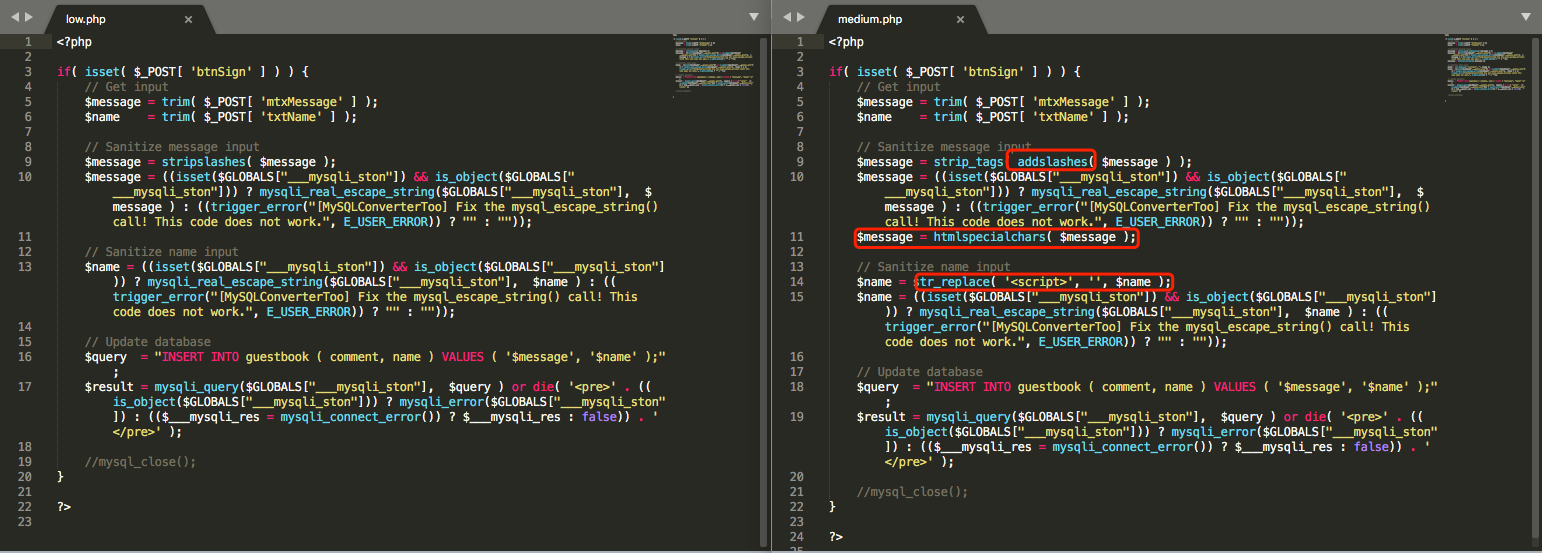 low.php
1 <?php
2
3 if( isset( $_POST[ 'btnSign' ] ) ) {
4 // Get input
5 $message = trim( $_POST[ 'mtxMessage' ] );
6 $name    = trim( $_POST[ 'txtName' ] );
7
8 // Sanitize message input
9 $message = stripslashes( $message );
10 $message = ((isset($GLOBALS["___mysqli_ston"]) && is_object($GLOBALS["
___mysqli_ston"])) ? mysqli_real_escape_string($GLOBALS["___mysqli_ston"],  $
message ) : ((trigger_error("[MySQLConverterToo] Fix the mysql_escape_string()
call! This code does not work.", E_USER_ERROR)) ? "" : ""));
11
12 // Sanitize name input
13 $name = ((isset($GLOBALS["___mysqli_ston"]) && is_object($GLOBALS["___mysqli_ston"]
)) ? mysqli_real_escape_string($GLOBALS["___mysqli_ston"],  $name ) : ((
trigger_error("[MySQLConverterToo] Fix the mysql_escape_string() call! This
code does not work.", E_USER_ERROR)) ? "" : ""));
14
15 // Update database
16 $query  = "INSERT INTO guestbook ( comment, name ) VALUES ( '$message', '$name' );"
;
17 $result = mysqli_query($GLOBALS["___mysqli_ston"],  $query ) or die( '<pre>' . ((
is_object($GLOBALS["___mysqli_ston"])) ? mysqli_error($GLOBALS["___mysqli_ston"
]) : (($___mysqli_res = mysqli_connect_error()) ? $___mysqli_res : false)) . '
</pre>' );
18
19 //mysql_close();
20 }
21
22 ?>
23
medium.php
1 <?php
2
3 if( isset( $_POST[ 'btnSign' ] ) ) {
4 // Get input
5 $message = trim( $_POST[ 'mtxMessage' ] );
6 $name    = trim( $_POST[ 'txtName' ] );
7
8 // Sanitize message input
9 $message = strip_tags( addslashes( $message ) );
10 $message = ((isset($GLOBALS["___mysqli_ston"]) && is_object($GLOBALS["
___mysqli_ston"])) ? mysqli_real_escape_string($GLOBALS["___mysqli_ston"],  $
message ) : ((trigger_error("[MySQLConverterToo] Fix the mysql_escape_string()
call! This code does not work.", E_USER_ERROR)) ? "" : ""));
11 $message = htmlspecialchars( $message );
12
13 // Sanitize name input
14 $name = str_replace( '<script>', '', $name );
15 $name = ((isset($GLOBALS["___mysqli_ston"]) && is_object($GLOBALS["___mysqli_ston"]
)) ? mysqli_real_escape_string($GLOBALS["___mysqli_ston"],  $name ) : ((
trigger_error("[MySQLConverterToo] Fix the mysql_escape_string() call! This
code does not work.", E_USER_ERROR)) ? "" : ""));
16
17 // Update database
18 $query  = "INSERT INTO guestbook ( comment, name ) VALUES ( '$message', '$name' );"
;
19 $result = mysqli_query($GLOBALS["___mysqli_ston"],  $query ) or die( '<pre>' . ((
is_object($GLOBALS["___mysqli_ston"])) ? mysqli_error($GLOBALS["___mysqli_ston"
]) : (($___mysqli_res = mysqli_connect_error()) ? $___mysqli_res : false)) . '
</pre>' );
20
21 //mysql_close();
22 }
23
24 ?>
25